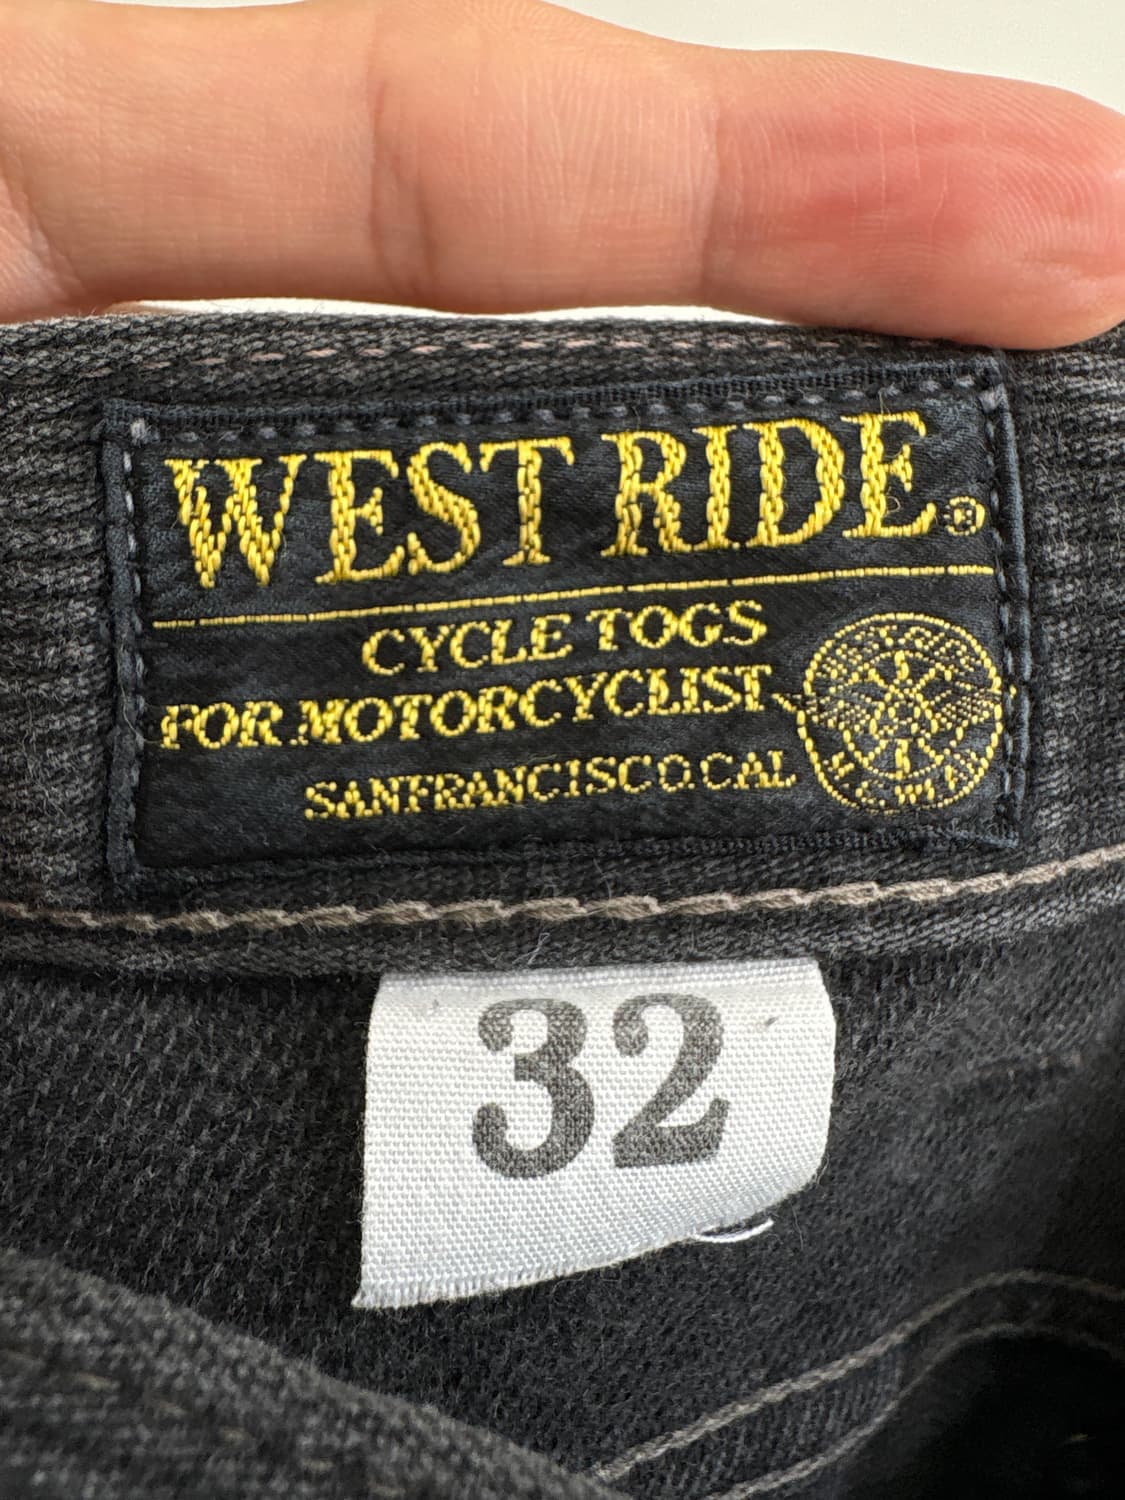 WEST RIDE®
CYCLE TOGS
FOR MOTORCYCLIST
SANFRANCISCO.CAL
32